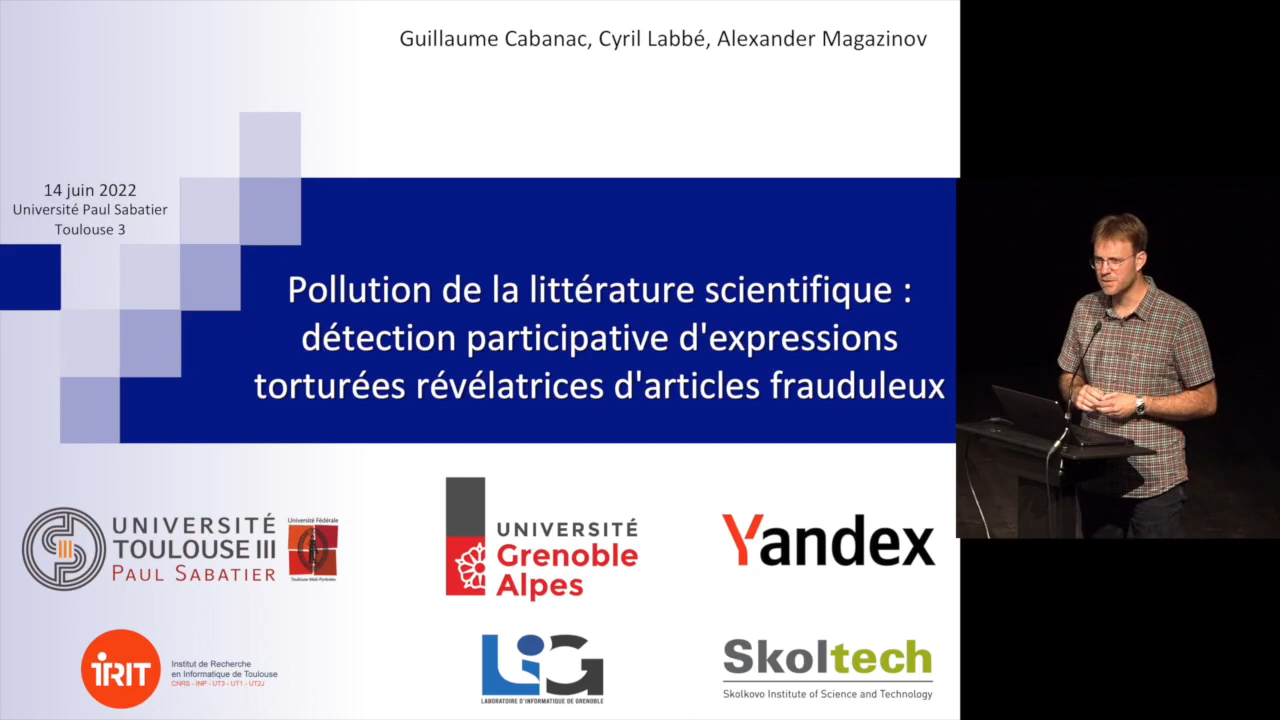 Guillaume Cabanac, Cyril Labbé, Alexander Magazinov
14 juin 2022
Université Paul Sabatier
Toulouse 3
Pollution de la littérature scientifique :
détection participative d'expressions
torturées révélatrices d'articles frauduleux
UNIVERSITÉ
TOULOUSE III
PAUL SABATIER
Université Fédérale
Toulouse Midi-Pyrénées
UNIVERSITÉ
Grenoble
Alpes
Yandex
IRIT
Institut de Recherche
en Informatique de Toulouse
CNRS - INP - UT3 - UT1 - UT2J
LIG
LABORATOIRE D'INFORMATIQUE DE GRENOBLE
Skoltech
Skolkovo Institute of Science and Technology